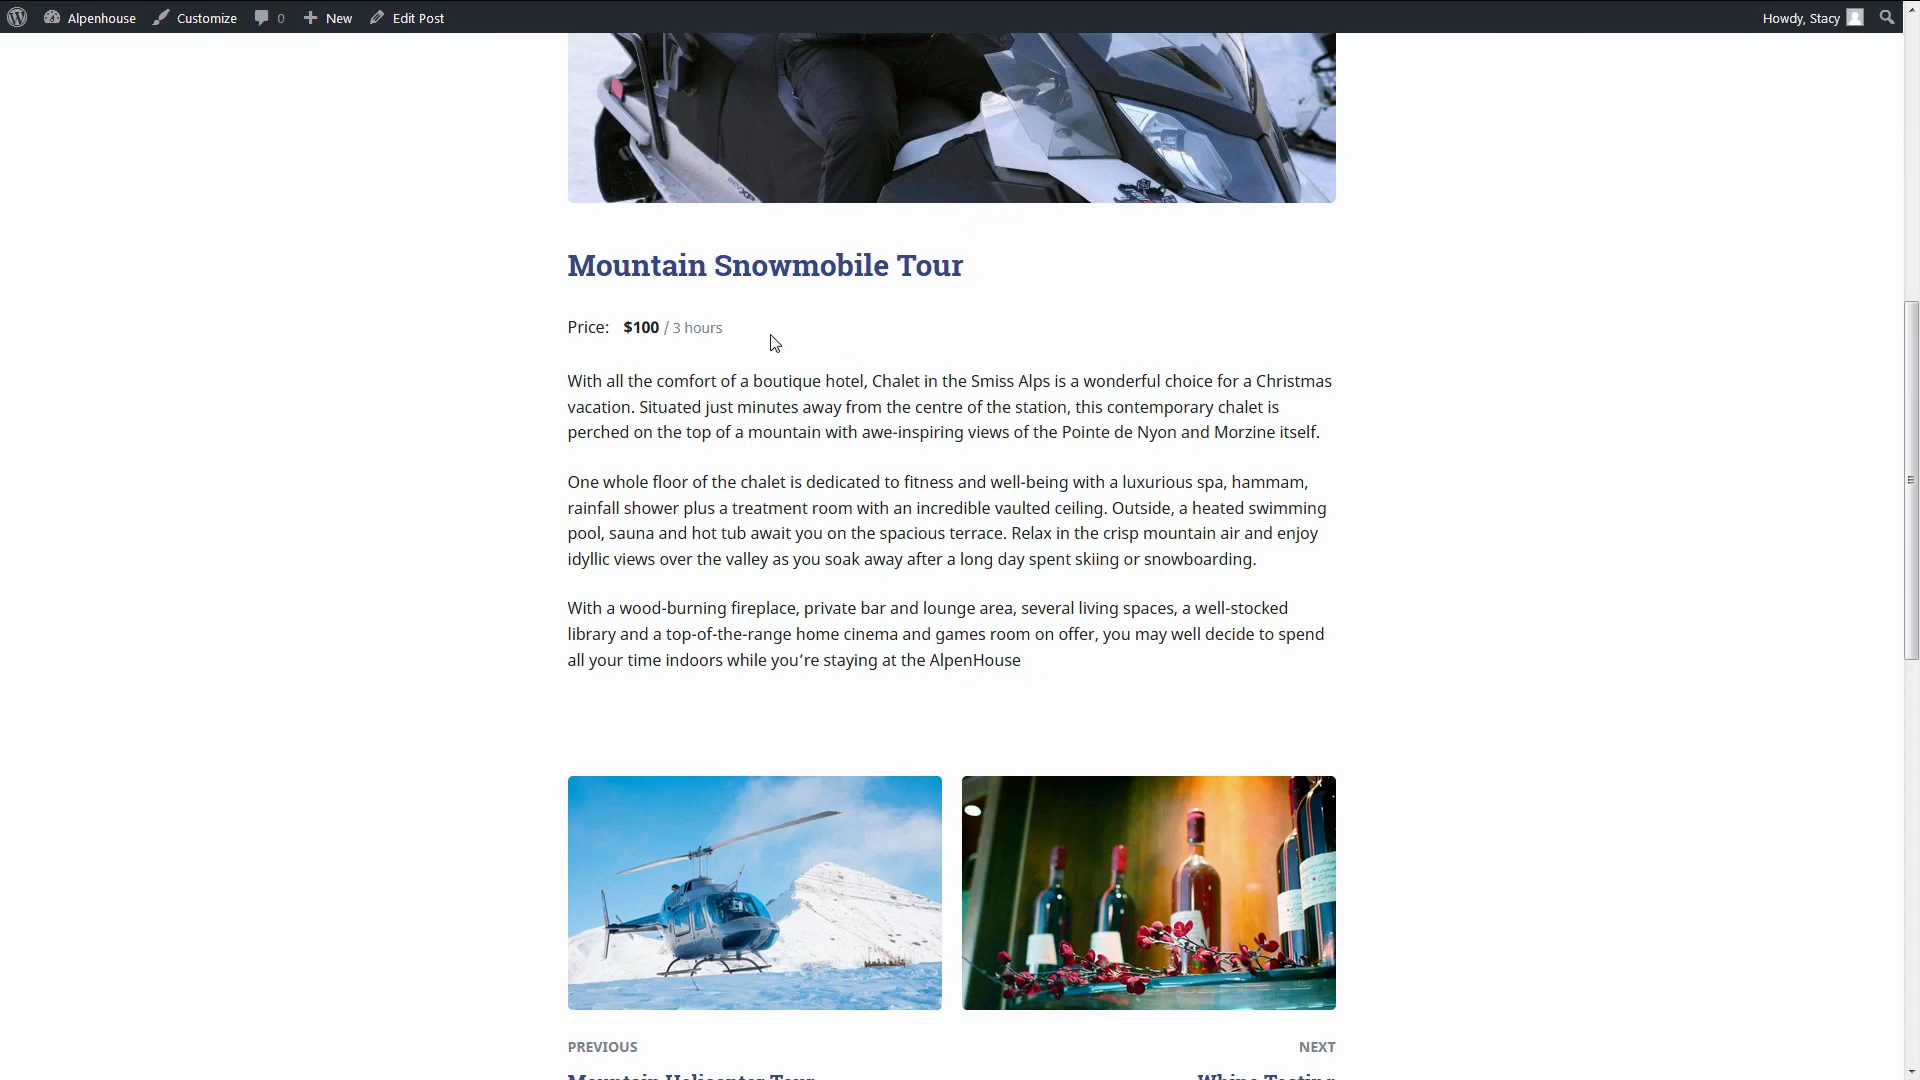 Alpenhouse Customize 0 New Edit Post Howdy, Stacy
Mountain Snowmobile Tour
Price: $100 / 3 hours
With all the comfort of a boutique hotel, Chalet in the Smiss Alps is a wonderful choice for a Christmas
vacation. Situated just minutes away from the centre of the station, this contemporary chalet is
perched on the top of a mountain with awe-inspiring views of the Pointe de Nyon and Morzine itself.
One whole floor of the chalet is dedicated to fitness and well-being with a luxurious spa, hammam,
rainfall shower plus a treatment room with an incredible vaulted ceiling. Outside, a heated swimming
pool, sauna and hot tub await you on the spacious terrace. Relax in the crisp mountain air and enjoy
idyllic views over the valley as you soak away after a long day spent skiing or snowboarding.
With a wood-burning fireplace, private bar and lounge area, several living spaces, a well-stocked
library and a top-of-the-range home cinema and games room on offer, you may well decide to spend
all your time indoors while you’re staying at the AlpenHouse
PREVIOUS NEXT
Mountain Helicopter Tour